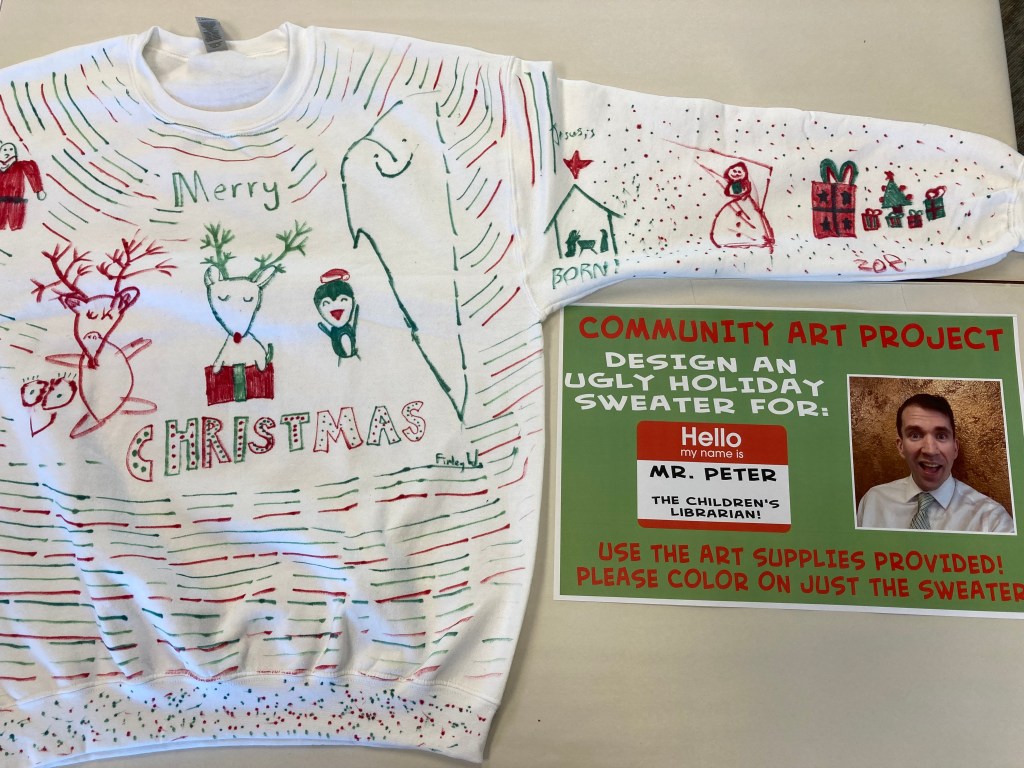 Merry
CHRISTMAS
Finley W
Jesus is
BORN!
ZOE
COMMUNITY ART PROJECT
DESIGN AN
UGLY HOLIDAY
SWEATER FOR:
Hello
my name is
MR. PETER
THE CHILDREN'S
LIBRARIAN!
USE THE ART SUPPLIES PROVIDED!
PLEASE COLOR ON JUST THE SWEATER